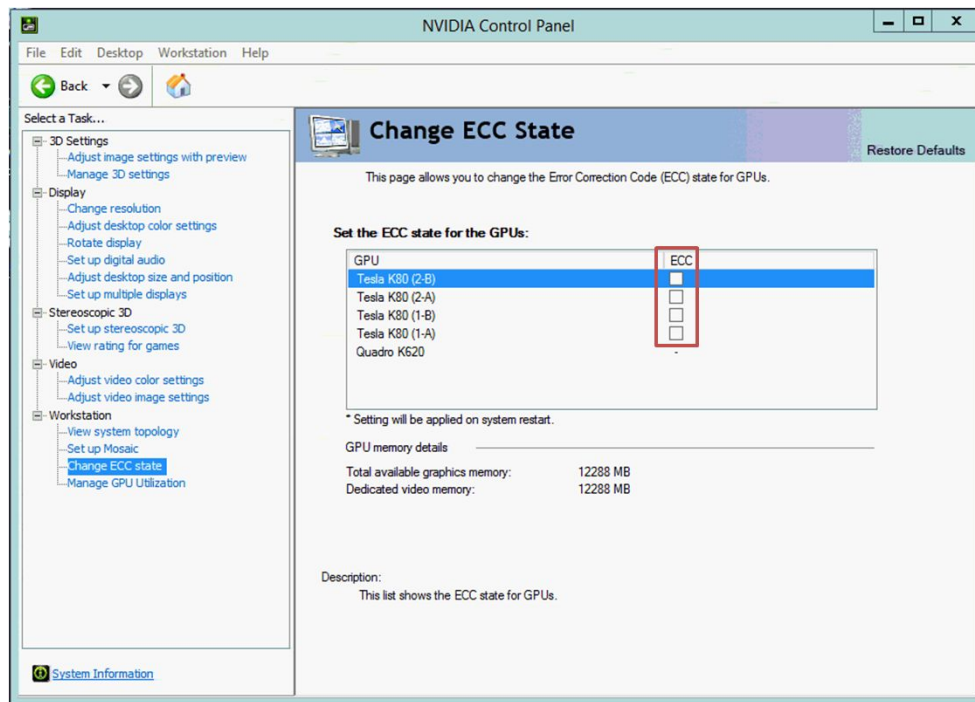 NVIDIA Control Panel
File Edit Desktop Workstation Help
Back
Select a Task...
3D Settings
Adjust image settings with preview
Manage 3D settings
Display
Change resolution
Adjust desktop color settings
Rotate display
Set up digital audio
Adjust desktop size and position
Set up multiple displays
Stereoscopic 3D
Set up stereoscopic 3D
View rating for games
Video
Adjust video color settings
Adjust video image settings
Workstation
View system topology
Set up Mosaic
Change ECC state
Manage GPU Utilization
System Information
Change ECC State
Restore Defaults
This page allows you to change the Error Correction Code (ECC) state for GPUs.
Set the ECC state for the GPUs:
GPU ECC
Tesla K80 (2-B)
Tesla K80 (2-A)
Tesla K80 (1-B)
Tesla K80 (1-A)
Quadro K620 -
* Setting will be applied on system restart.
GPU memory details
Total available graphics memory: 12288 MB
Dedicated video memory: 12288 MB
Description:
This list shows the ECC state for GPUs.